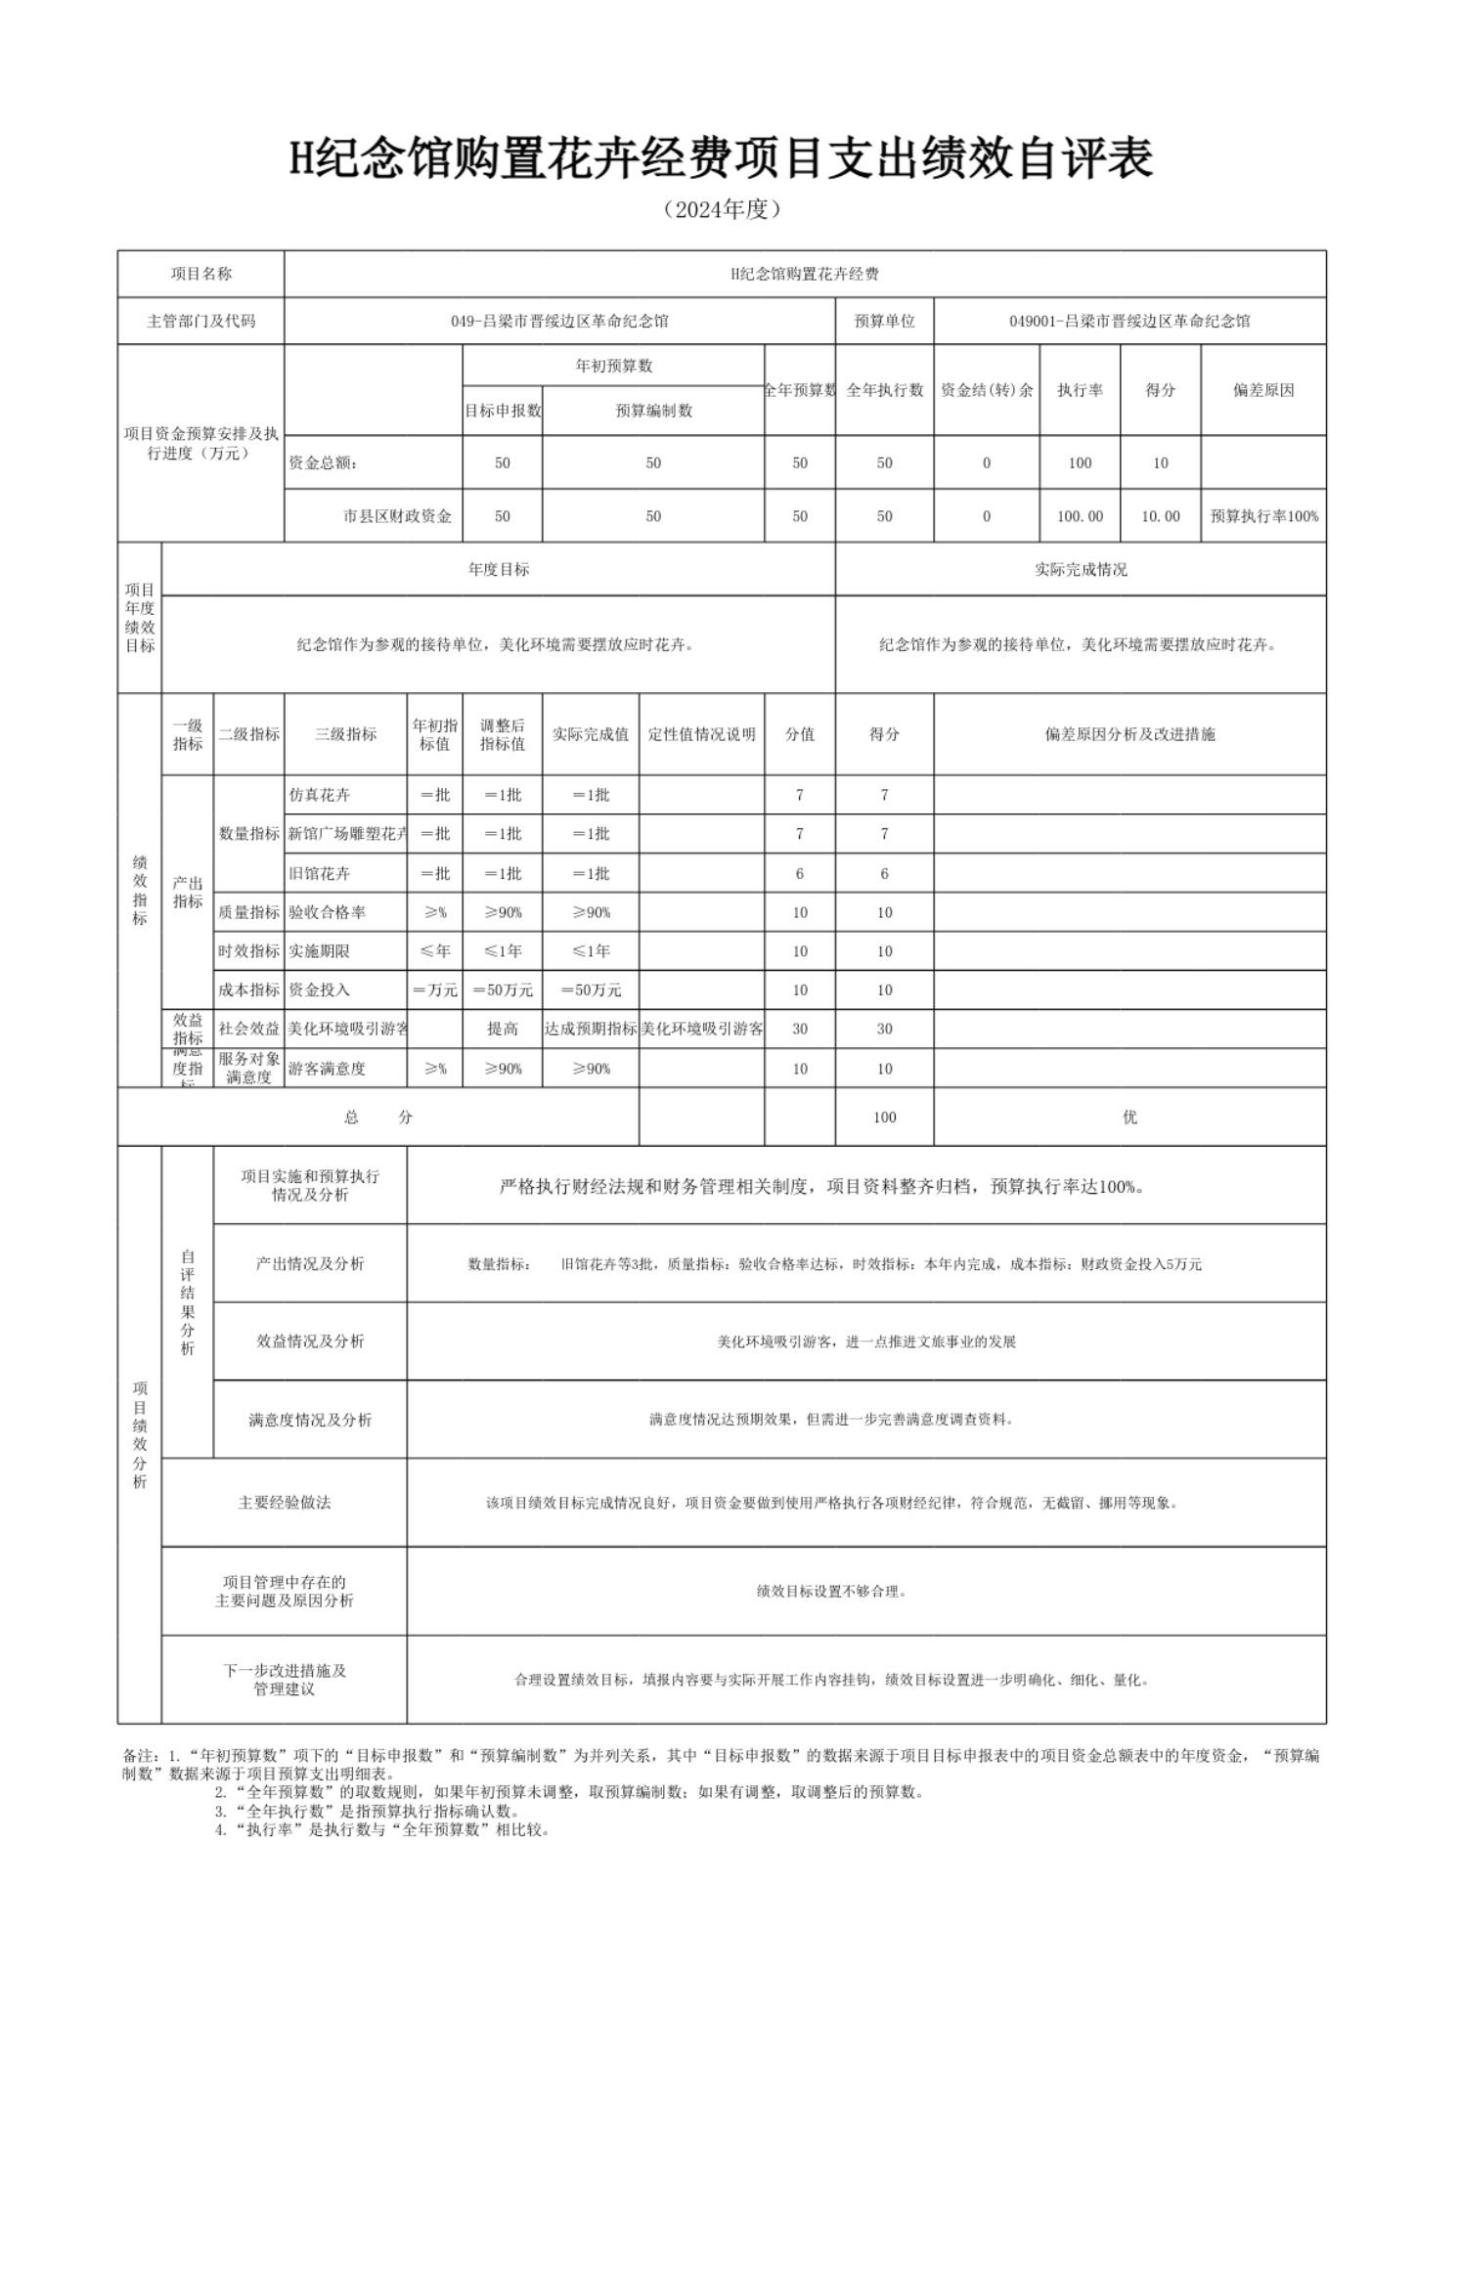 H纪念馆购置花卉经费项目支出绩效自评表
（2024年度）
项目名称 H纪念馆购置花卉经费
主管部门及代码 049-吕梁市晋绥边区革命纪念馆 预算单位 049001-吕梁市晋绥边区革命纪念馆
项目资金预算安排及执
行进度（万元）
年初预算数
目标申报数 预算编制数
全年预算数 全年执行数 资金结(转)余 执行率 得分 偏差原因
资金总额： 50 50 50 50 0 100 10
市县区财政资金 50 50 50 50 0 100.00 10.00 预算执行率100%
项目
年度
绩效
目标
年度目标 实际完成情况
纪念馆作为参观的接待单位，美化环境需要摆放应时花卉。 纪念馆作为参观的接待单位，美化环境需要摆放应时花卉。
绩
效
指
标
一级
指标
二级指标 三级指标
年初指
标值
调整后
指标值
实际完成值 定性值情况说明 分值 得分 偏差原因分析及改进措施
产出
指标
数量指标
仿真花卉 ＝批 ＝1批 ＝1批 7 7
新馆广场雕塑花卉 ＝批 ＝1批 ＝1批 7 7
旧馆花卉 ＝批 ＝1批 ＝1批 6 6
质量指标 验收合格率 ≥% ≥90% ≥90% 10 10
时效指标 实施期限 ≤年 ≤1年 ≤1年 10 10
成本指标 资金投入 ＝万元 ＝50万元 ＝50万元 10 10
效益
指标
社会效益 美化环境吸引游客 提高 达成预期指标 美化环境吸引游客 30 30
满意
度指
标
服务对象
满意度
游客满意度 ≥% ≥90% ≥90% 10 10
总 分 100 优
项
目
绩
效
分
析
自
评
结
果
分
析
项目实施和预算执行
情况及分析
严格执行财经法规和财务管理相关制度，项目资料整齐归档，预算执行率达100%。
产出情况及分析 数量指标： 旧馆花卉等3批，质量指标：验收合格率达标，时效指标：本年内完成，成本指标：财政资金投入5万元
效益情况及分析 美化环境吸引游客，进一点推进文旅事业的发展
满意度情况及分析 满意度情况达预期效果，但需进一步完善满意度调查资料。
主要经验做法 该项目绩效目标完成情况良好，项目资金要做到使用严格执行各项财经纪律，符合规范，无截留、挪用等现象。
项目管理中存在的
主要问题及原因分析
绩效目标设置不够合理。
下一步改进措施及
管理建议
合理设置绩效目标，填报内容要与实际开展工作内容挂钩，绩效目标设置进一步明确化、细化、量化。
备注：1.“年初预算数”项下的“目标申报数”和“预算编制数”为并列关系，其中“目标申报数”的数据来源于项目目标申报表中的项目资金总额表中的年度资金，“预算编
制数”数据来源于项目预算支出明细表。
2.“全年预算数”的取数规则，如果年初预算未调整，取预算编制数；如果有调整，取调整后的预算数。
3.“全年执行数”是指预算执行指标确认数。
4.“执行率”是执行数与“全年预算数”相比较。